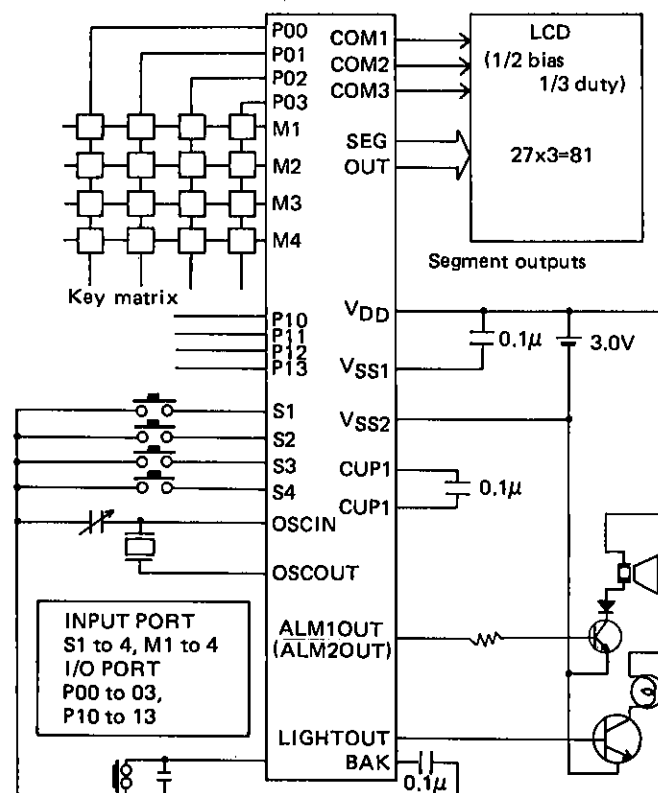 P00
P01
P02
P03
M1
M2
M3
M4
Key matrix
P10
P11
P12
P13
S1
S2
S3
S4
OSCIN
OSCOUT
INPUT PORT
S1 to 4, M1 to 4
I/O PORT
P00 to 03,
P10 to 13
COM1
COM2
COM3
SEG
OUT
LCD
(1/2 bias
1/3 duty)
27x3=81
Segment outputs
VDD
0.1μ
3.0V
VSS1
VSS2
CUP1
CUP1
0.1μ
ALM1OUT
(ALM2OUT)
LIGHTOUT
BAK
0.1μ